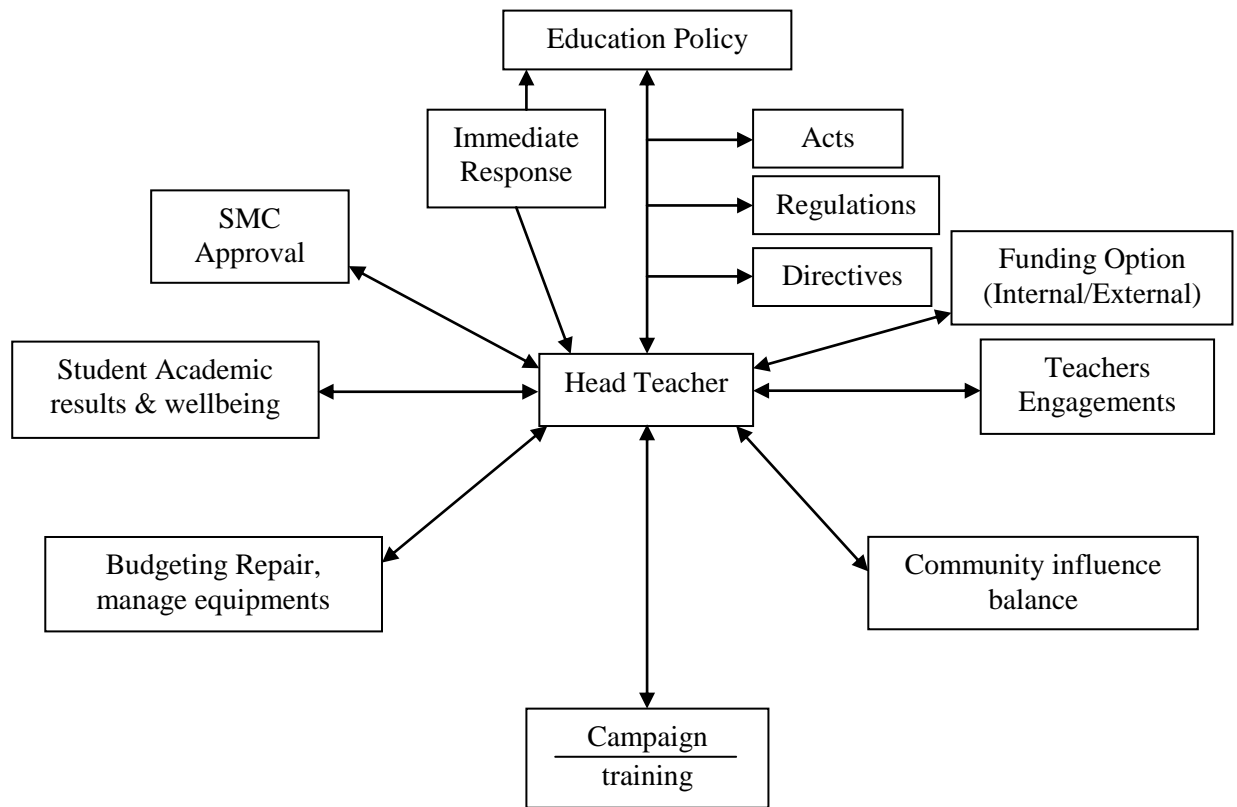 Education Policy
Immediate
Response
Acts
SMC
Approval
Regulations
Directives
Funding Option
(Internal/External)
Student Academic
results & wellbeing
Head Teacher
Teachers
Engagements
Budgeting Repair,
manage equipments
Community influence
balance
Campaign
training